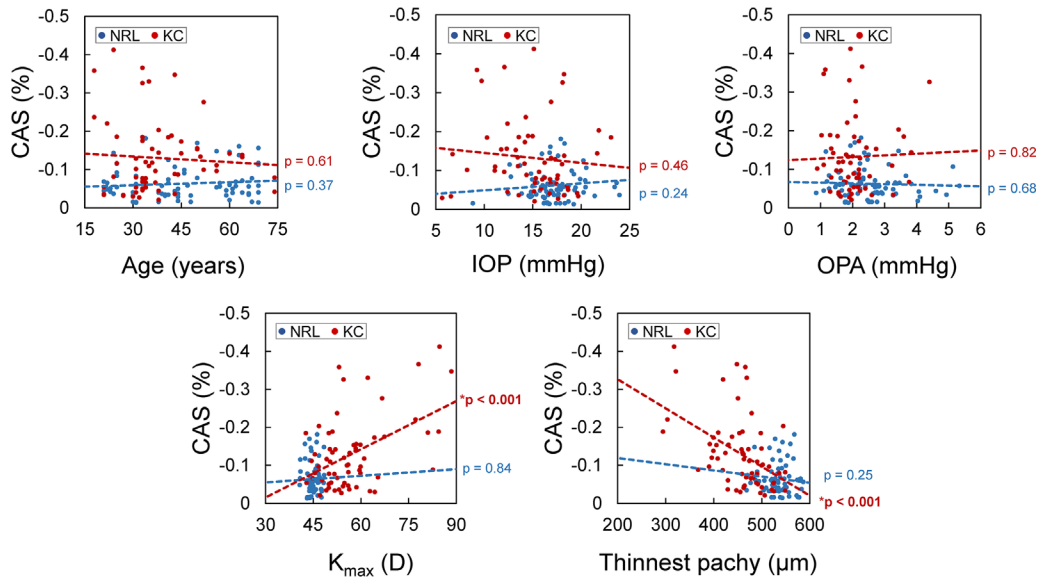 -0.5
-0.4
-0.3
-0.2
-0.1
0
CAS (%)
NRL KC
p = 0.61
p = 0.37
15 30 45 60 75
Age (years)
-0.5
-0.4
-0.3
-0.2
-0.1
0
CAS (%)
NRL KC
p = 0.46
p = 0.24
5 10 15 20 25
IOP (mmHg)
-0.5
-0.4
-0.3
-0.2
-0.1
0
CAS (%)
NRL KC
p = 0.82
p = 0.68
0 1 2 3 4 5 6
OPA (mmHg)
-0.5
-0.4
-0.3
-0.2
-0.1
0
CAS (%)
NRL KC
*p < 0.001
p = 0.84
30 45 60 75 90
Kmax (D)
-0.5
-0.4
-0.3
-0.2
-0.1
0
CAS (%)
NRL KC
p = 0.25
*p < 0.001
200 300 400 500 600
Thinnest pachy (μm)